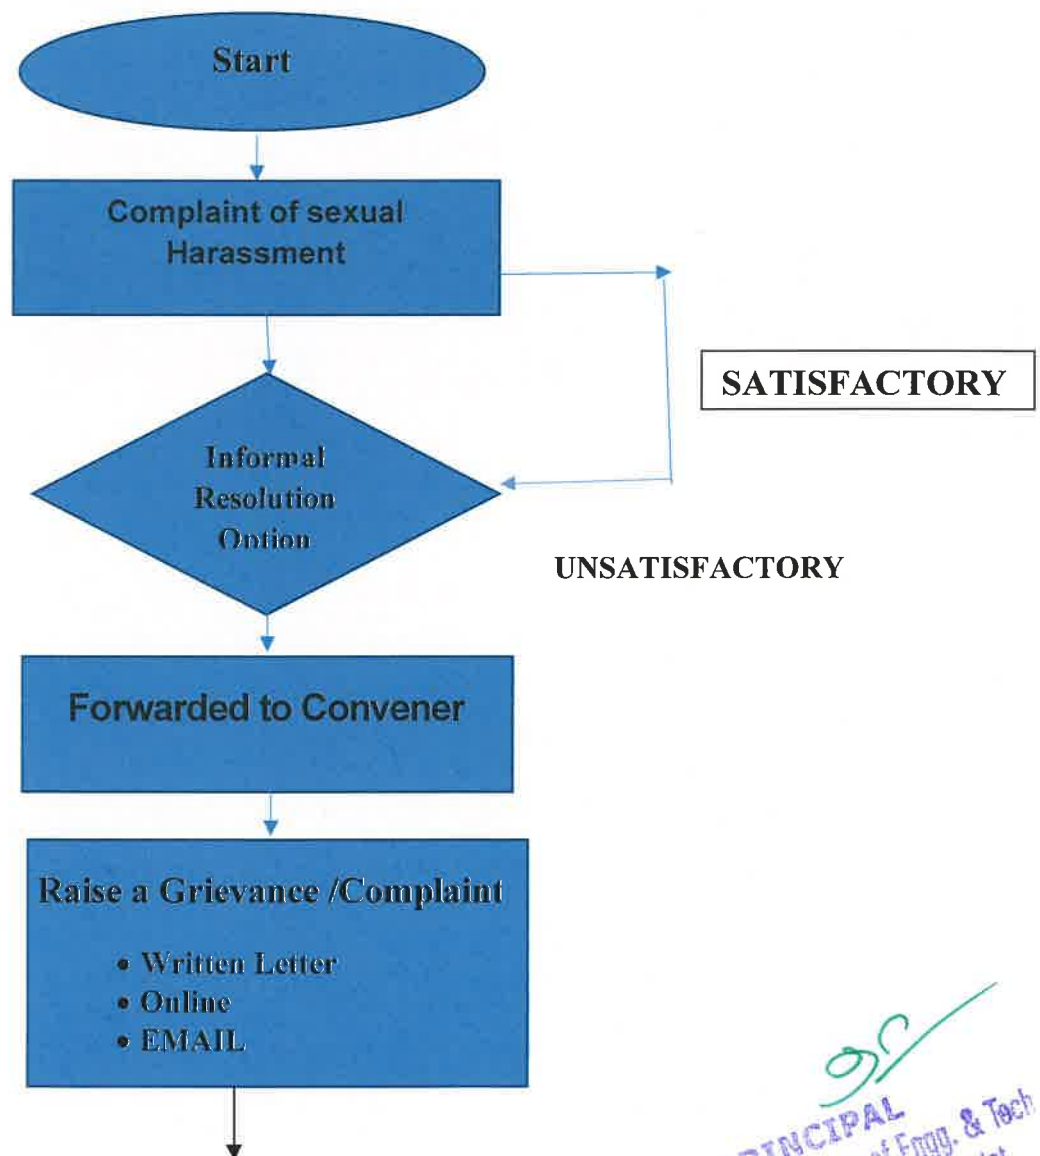 Start
Complaint of sexual
Harassment
SATISFACTORY
Informal
Resolution
Option
UNSATISFACTORY
Forwarded to Convener
Raise a Grievance /Complaint
• Written Letter
• Online
• EMAIL
of Engg. & Tech